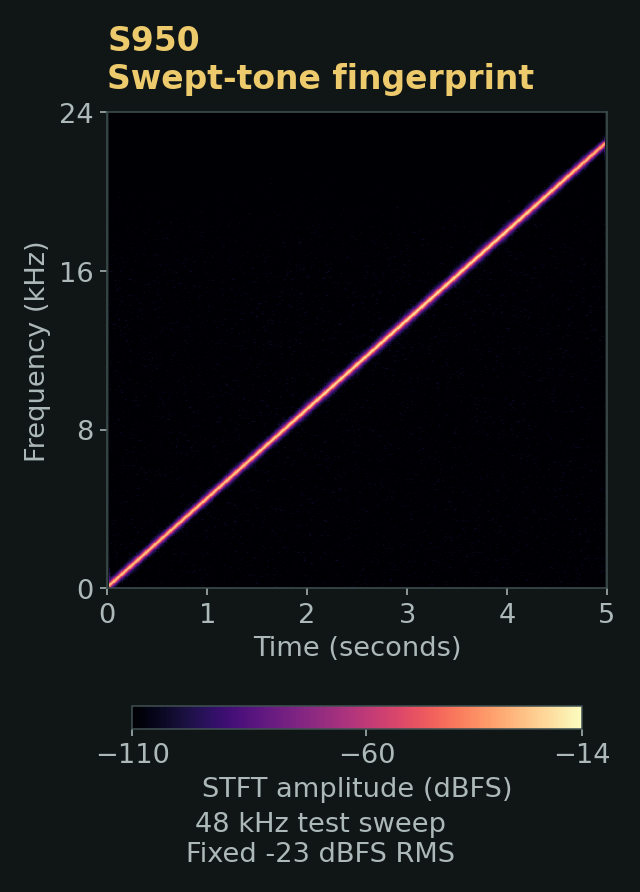 S950
Swept-tone fingerprint
24
16
8
0
Frequency (kHz)
0 1 2 3 4 5
Time (seconds)
−110 −60 −14
STFT amplitude (dBFS)
48 kHz test sweep
Fixed -23 dBFS RMS